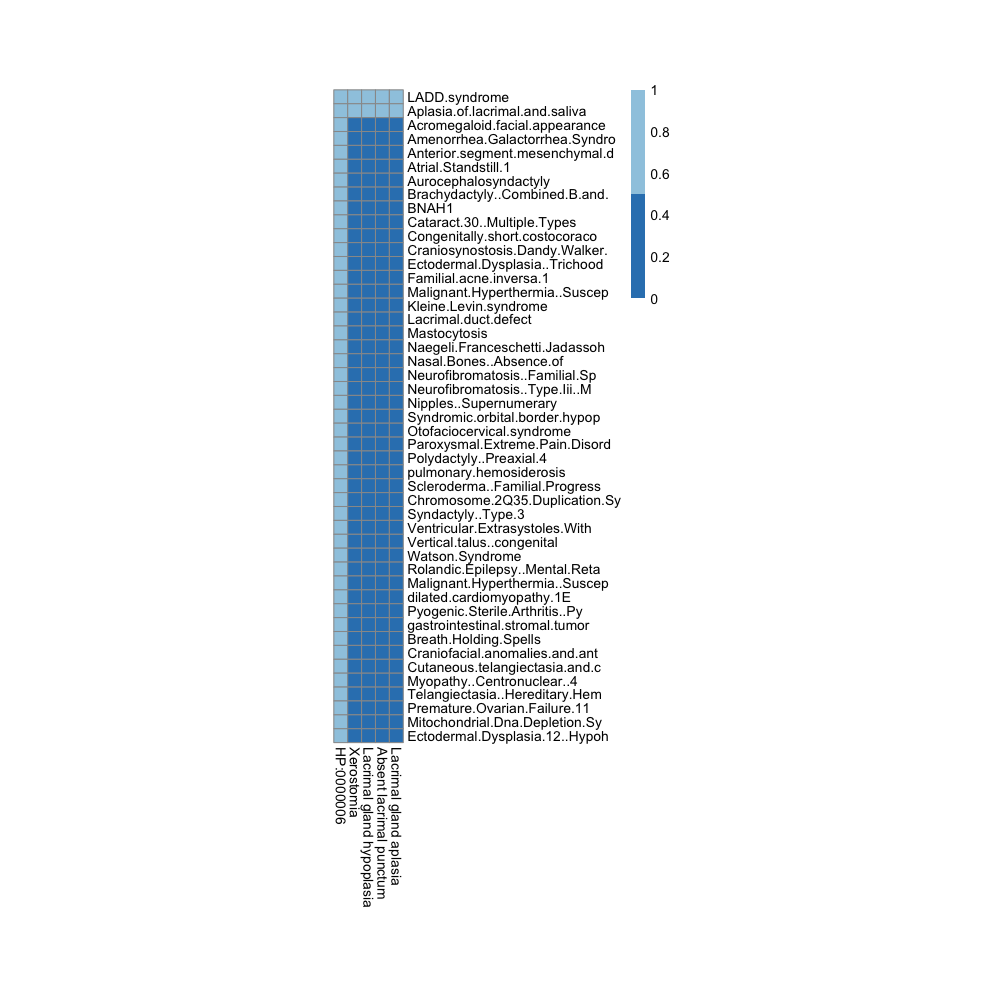 LADD.syndrome
Aplasia.of.lacrimal.and.saliva
Acromegaloid.facial.appearance
Amenorrhea.Galactorrhea.Syndro
Anterior.segment.mesenchymal.d
Atrial.Standstill.1
Aurocephalosyndactyly
Brachydactyly..Combined.B.and.
BNAH1
Cataract.30..Multiple.Types
Congenitally.short.costocoraco
Craniosynostosis.Dandy.Walker.
Ectodermal.Dysplasia..Trichood
Familial.acne.inversa.1
Malignant.Hyperthermia..Suscep
Kleine.Levin.syndrome
Lacrimal.duct.defect
Mastocytosis
Naegeli.Franceschetti.Jadassoh
Nasal.Bones..Absence.of
Neurofibromatosis..Familial.Sp
Neurofibromatosis..Type.Iii..M
Nipples..Supernumerary
Syndromic.orbital.border.hypop
Otofaciocervical.syndrome
Paroxysmal.Extreme.Pain.Disord
Polydactyly..Preaxial.4
pulmonary.hemosiderosis
Scleroderma..Familial.Progress
Chromosome.2Q35.Duplication.Sy
Syndactyly..Type.3
Ventricular.Extrasystoles.With
Vertical.talus..congenital
Watson.Syndrome
Rolandic.Epilepsy..Mental.Reta
Malignant.Hyperthermia..Suscep
dilated.cardiomyopathy.1E
Pyogenic.Sterile.Arthritis..Py
gastrointestinal.stromal.tumor
Breath.Holding.Spells
Craniofacial.anomalies.and.ant
Cutaneous.telangiectasia.and.c
Myopathy..Centronuclear..4
Telangiectasia..Hereditary.Hem
Premature.Ovarian.Failure.11
Mitochondrial.Dna.Depletion.Sy
Ectodermal.Dysplasia.12..Hypoh
HP:0000006
Xerostomia
Lacrimal gland hypoplasia
Absent lacrimal punctum
Lacrimal gland aplasia
1
0.8
0.6
0.4
0.2
0